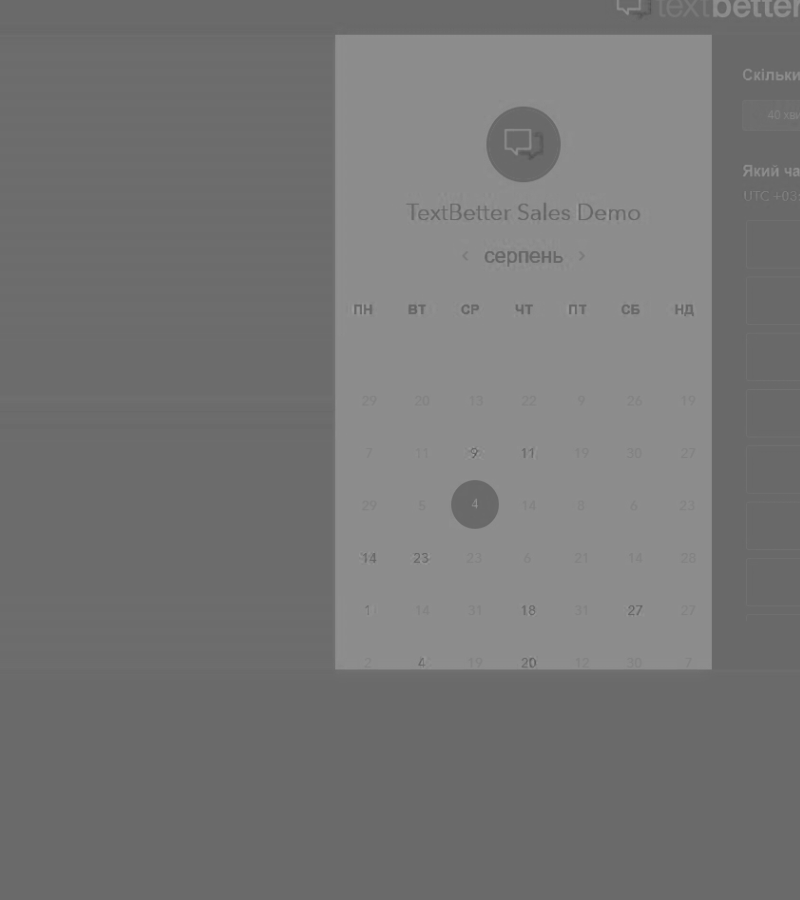 textbetter
TextBetter Sales Demo
серпень
ПН ВТ СР ЧТ ПТ СБ НД
29 20 13 22 9 26 19
7 11 9 11 19 30 27
29 5 4 14 8 6 23
14 23 23 6 21 14 28
1 14 31 18 31 27 27
2 4 19 20 12 30 7
Скільки
40 хви
Який ча
UTC +03: